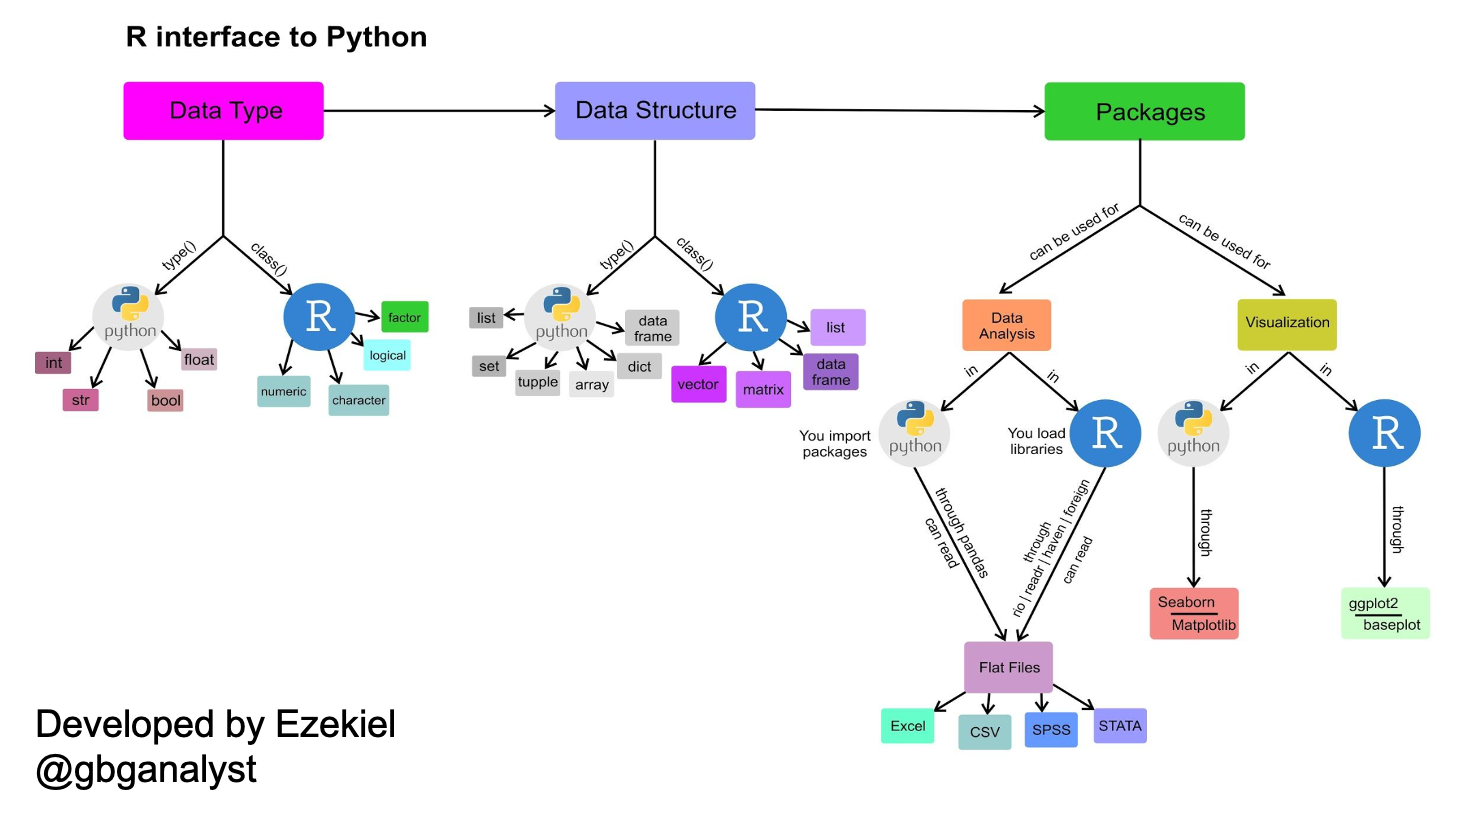 R interface to Python
Data Type
Data Structure
Packages
type()
class()
python
R
int
str
bool
float
numeric
character
logical
factor
type()
class()
python
R
list
set
tupple
array
dict
data
frame
vector
matrix
data
frame
list
can be used for
can be used for
Data
Analysis
Visualization
in
in
in
in
You import
packages
python
You load
libraries
R
python
R
through pandas
can read
through
rio | readr | haven | foreign
can read
through
through
Seaborn
Matplotlib
ggplot2
baseplot
Flat Files
Excel
CSV
SPSS
STATA
Developed by Ezekiel
@gbganalyst